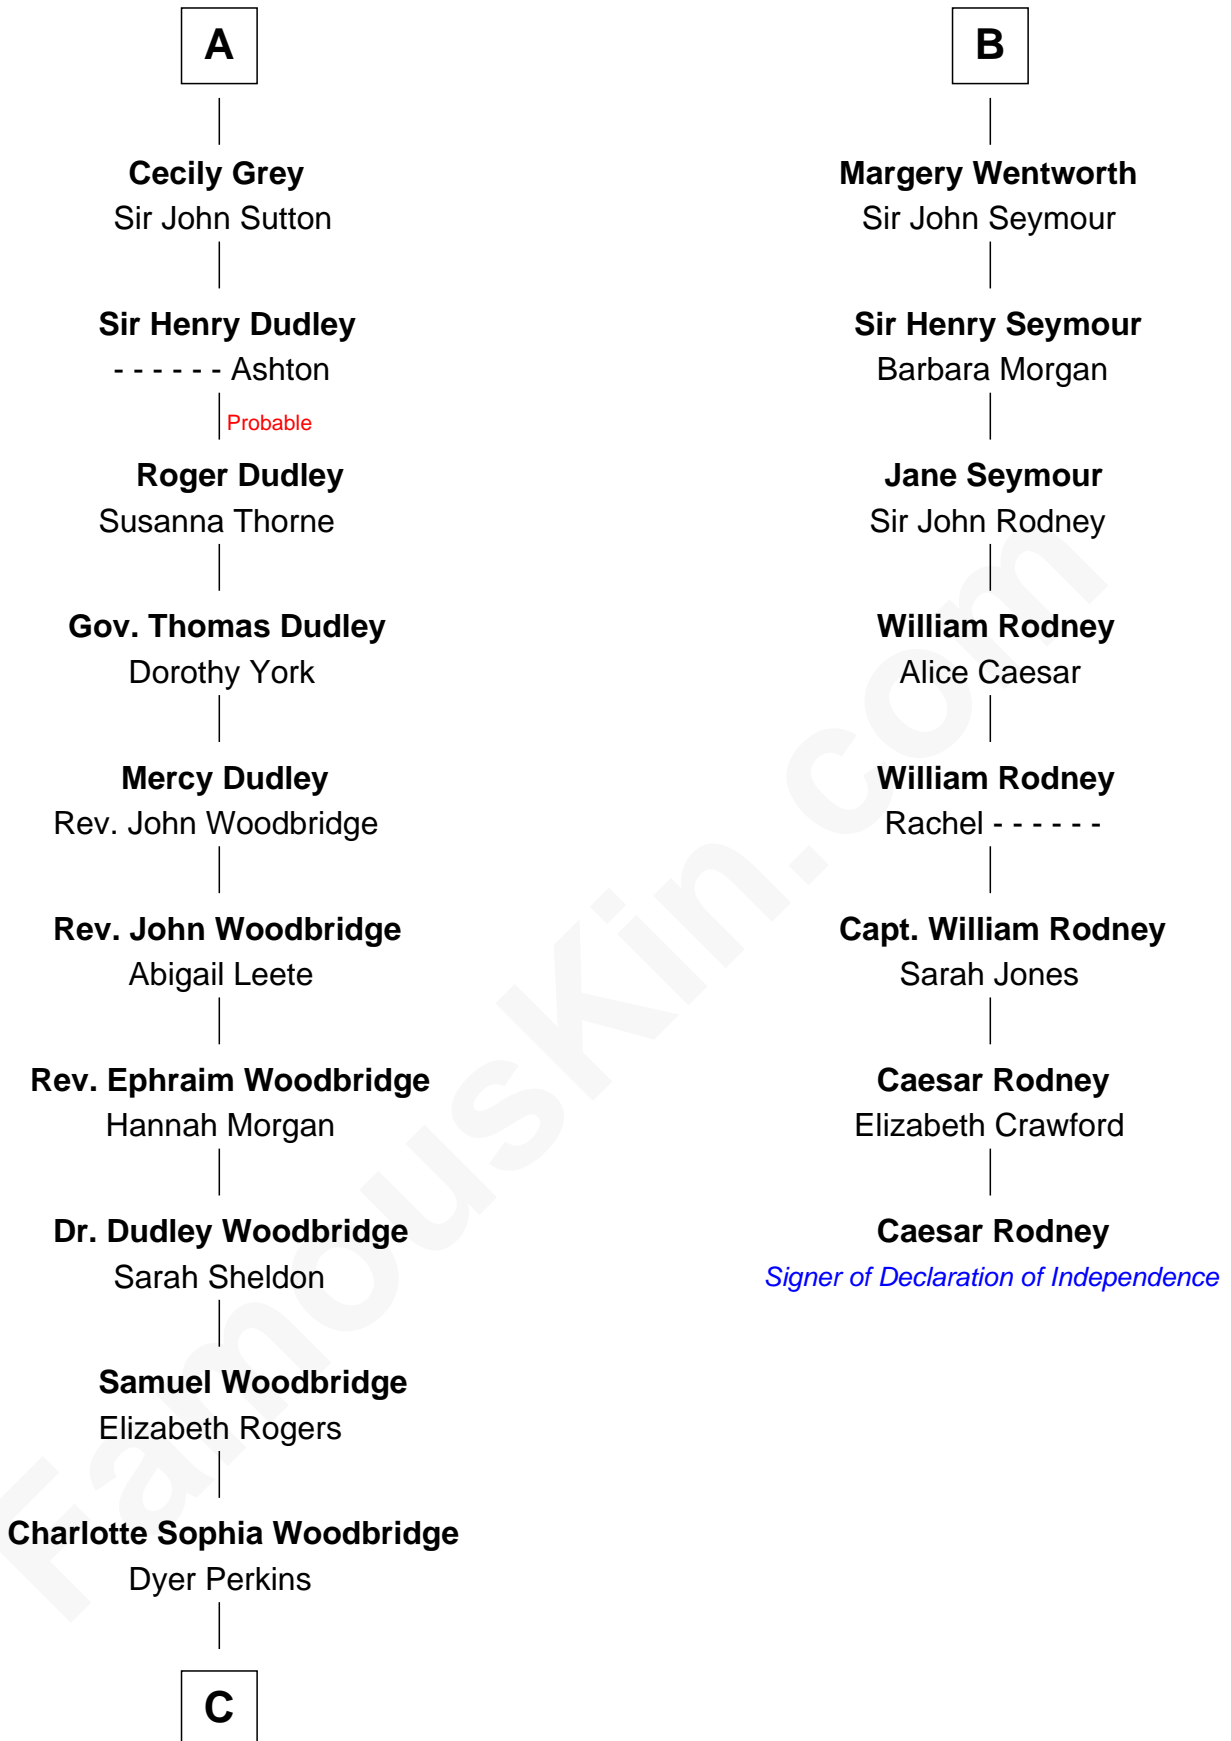 A
Cecily Grey
Sir John Sutton
Sir Henry Dudley
- - - - - - Ashton
Probable
Roger Dudley
Susanna Thorne
Gov. Thomas Dudley
Dorothy York
Mercy Dudley
Rev. John Woodbridge
Rev. John Woodbridge
Abigail Leete
Rev. Ephraim Woodbridge
Hannah Morgan
Dr. Dudley Woodbridge
Sarah Sheldon
Samuel Woodbridge
Elizabeth Rogers
Charlotte Sophia Woodbridge
Dyer Perkins
C
B
Margery Wentworth
Sir John Seymour
Sir Henry Seymour
Barbara Morgan
Jane Seymour
Sir John Rodney
William Rodney
Alice Caesar
William Rodney
Rachel - - - - - -
Capt. William Rodney
Sarah Jones
Caesar Rodney
Elizabeth Crawford
Caesar Rodney
Signer of Declaration of Independence
FamousKin.com